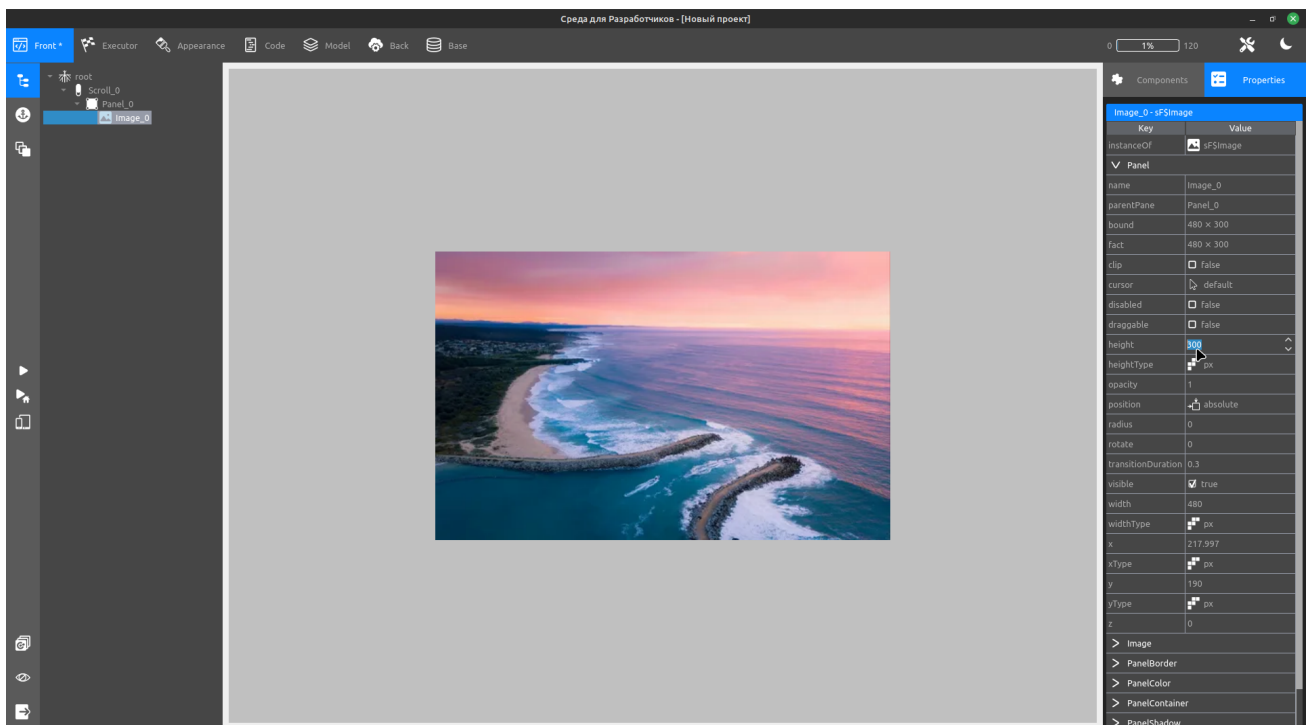 Среда для Разработчиков - [Новый проект]
Front *
Executor
Appearance
Code
Model
Back
Base
0
1%
120
root
Scroll_0
Panel_0
Image_0
Components
Properties
Image_0 - sF$Image
Key Value
instanceOf sF$Image
Panel
name Image_0
parentPane Panel_0
bound 480 × 300
fact 480 × 300
clip false
cursor default
disabled false
draggable false
height 300
heightType px
opacity 1
position absolute
radius 0
rotate 0
transitionDuration 0.3
visible true
width 480
widthType px
x 217.997
xType px
y 190
yType px
z 0
Image
PanelBorder
PanelColor
PanelContainer
PanelShadow